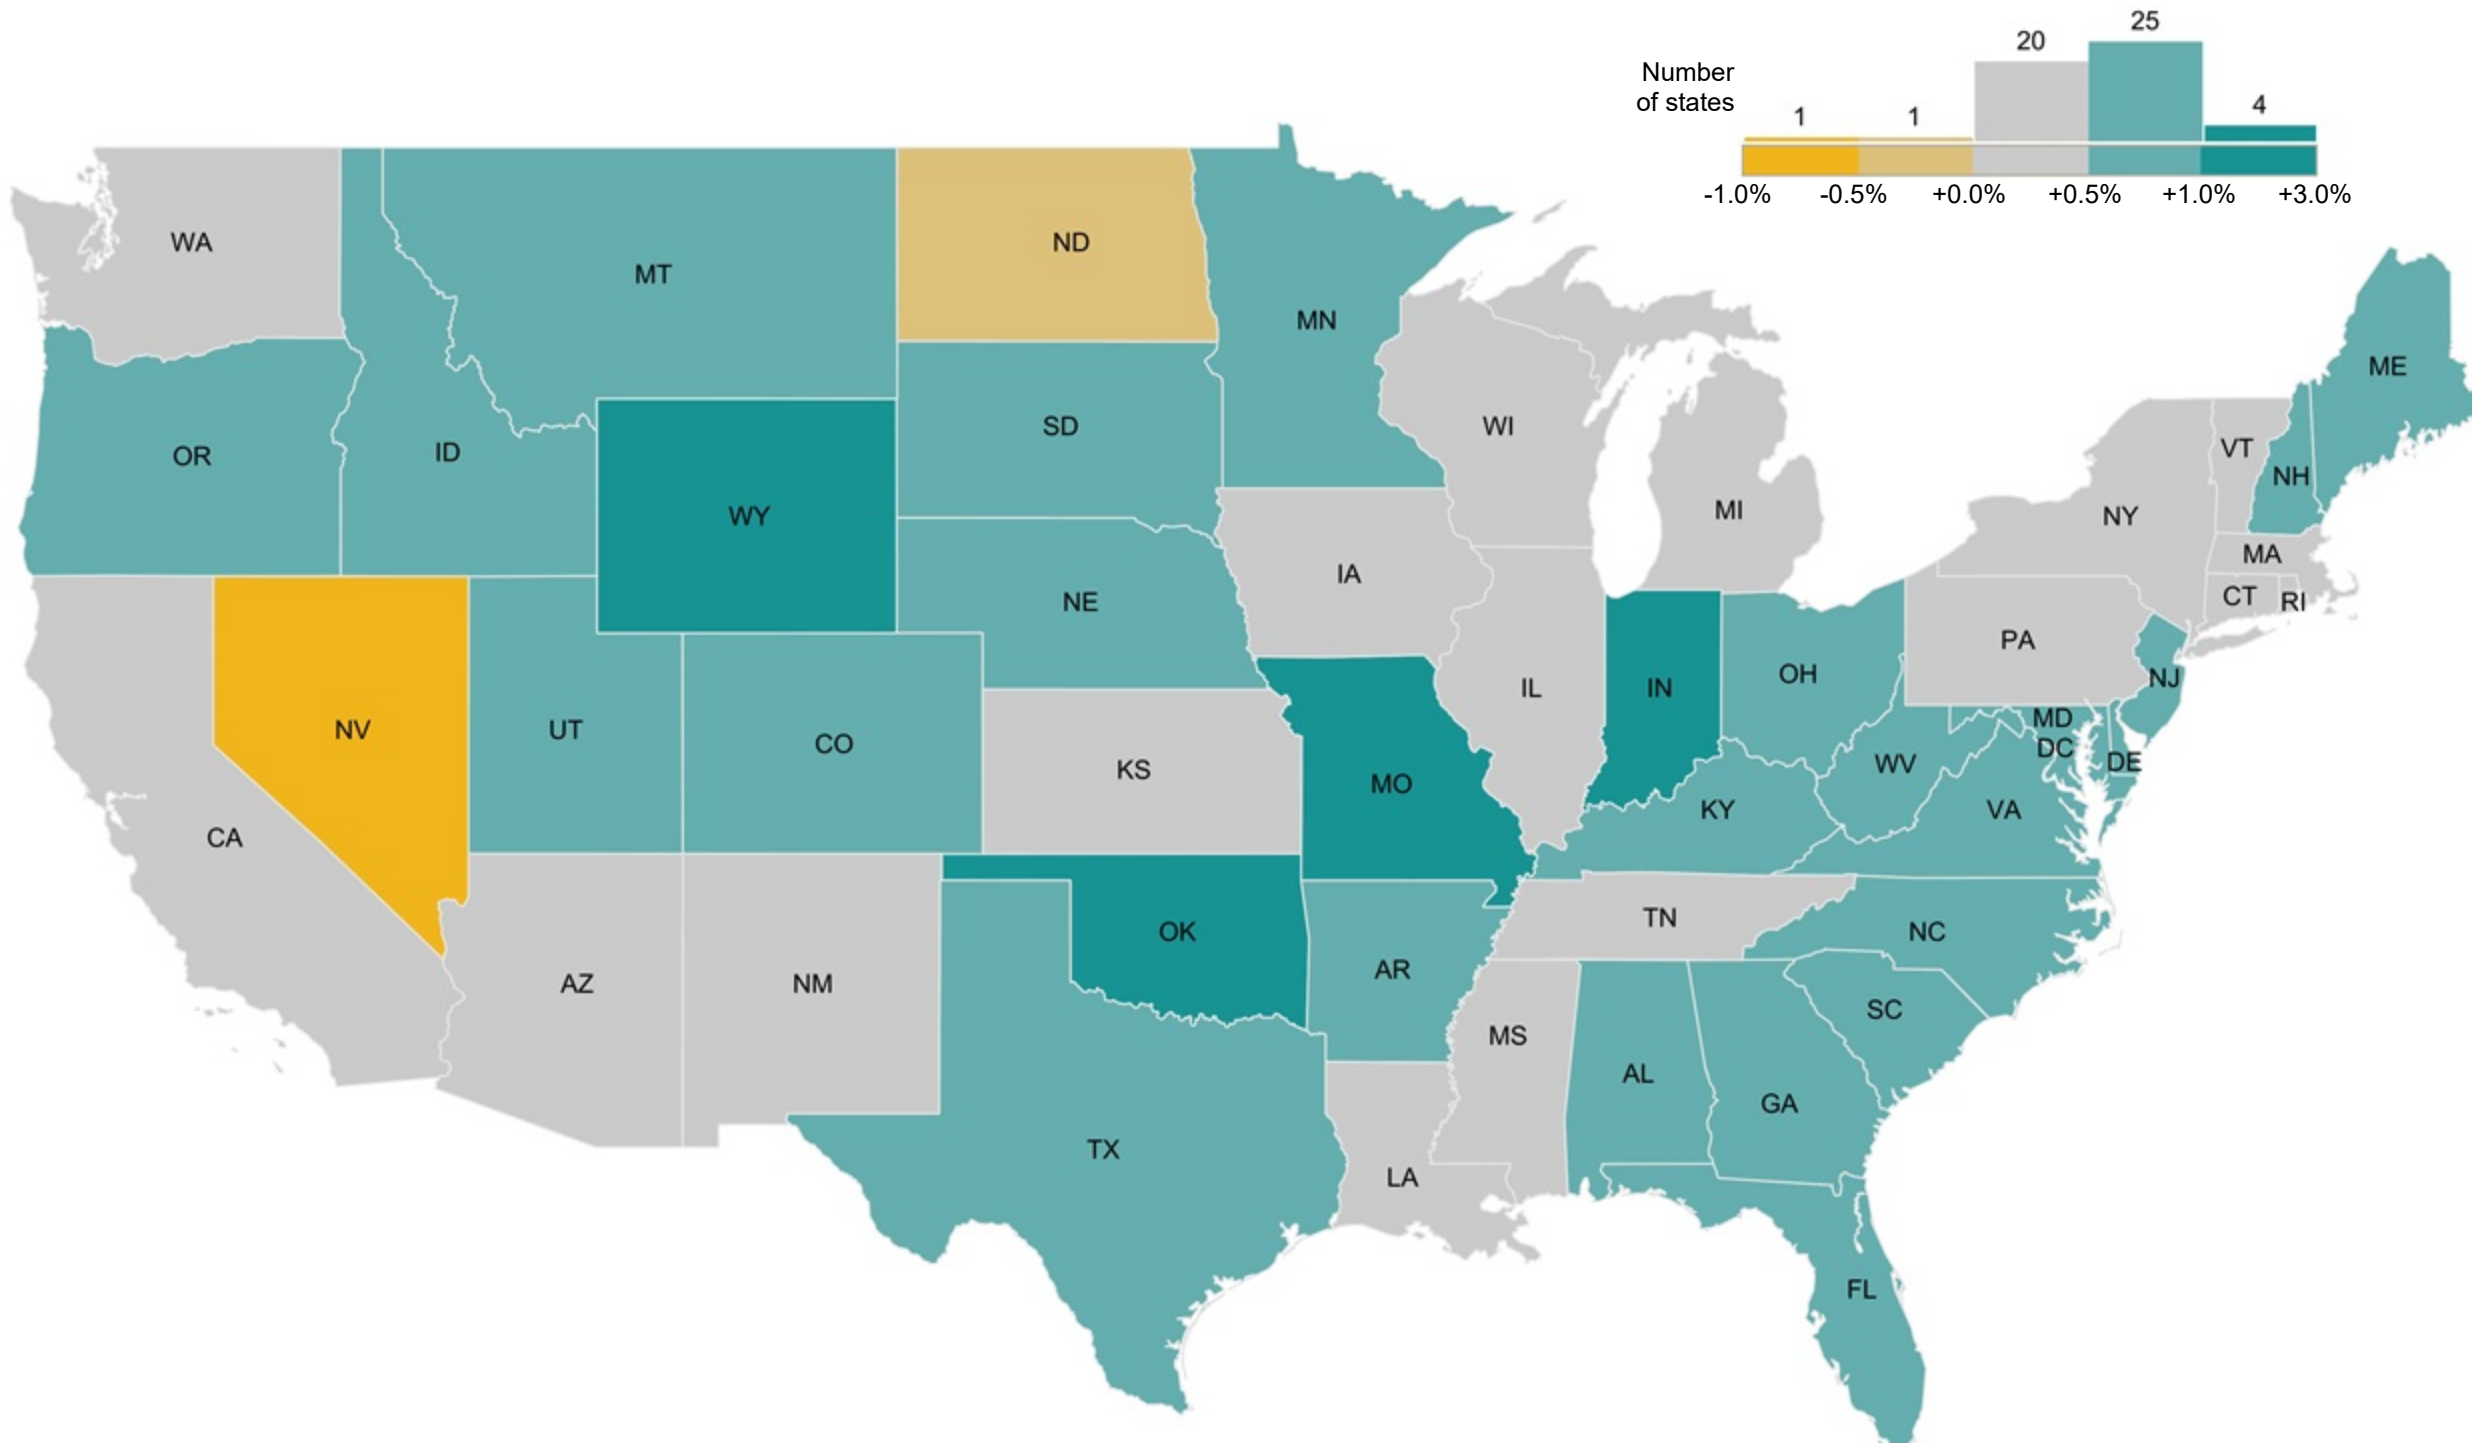 25
20
Number
of states
4
1
1
-1.0%
-0.5%
+0.0%
+0.5%
+1.0%
+3.0%
WA
ND
MT
MN
ME
OR
ID
SD
WI
VT
NH
WY
MI
NY
MA
IA
NE
CT
RI
PA
NV
UT
CO
IL
IN
OH
NJ
MD
DC
DE
KS
WV
MO
KY
VA
CA
TN
OK
NC
AZ
NM
AR
SC
MS
AL
GA
TX
LA
FL